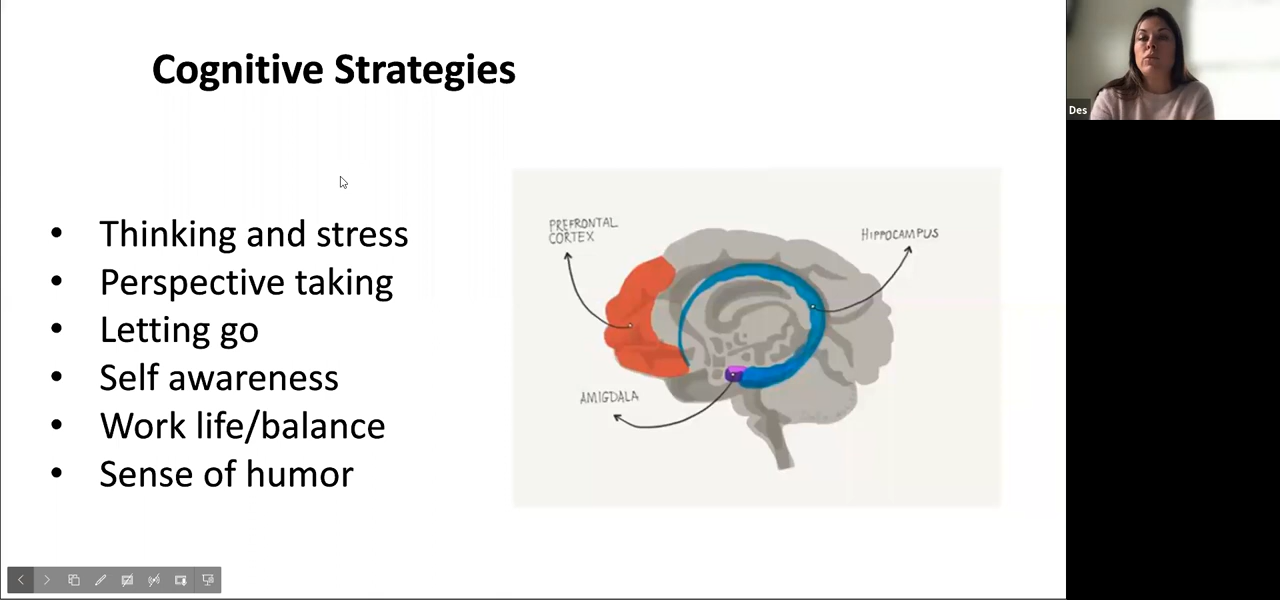 Cognitive Strategies
• Thinking and stress
• Perspective taking
• Letting go
• Self awareness
• Work life/balance
• Sense of humor
PREFRONTAL
CORTEX
HIPPOCAMPUS
AMIGDALA
Des